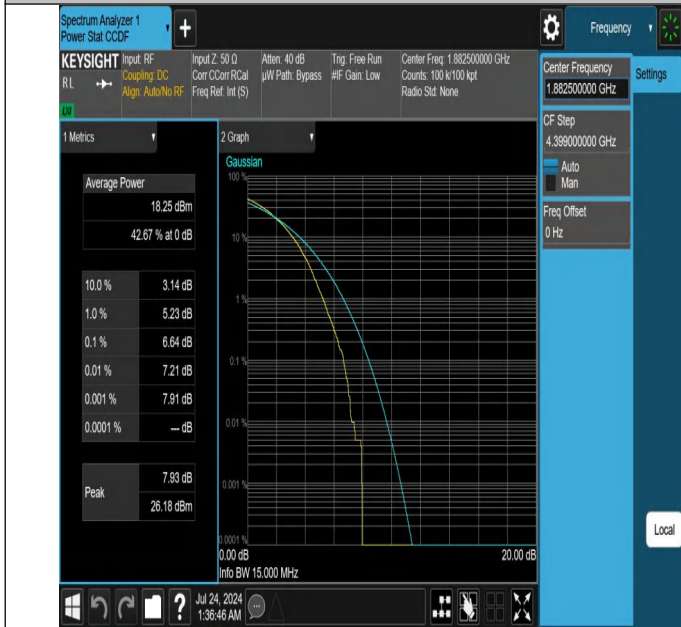 Spectrum Analyzer 1
Power Stat CCDF
+
Frequency
KEYSIGHT
RL
LXI
Input: RF
Coupling: DC
Align: Auto/No RF
Input Z: 50 Ω
Corr CCorr RCal
Freq Ref: Int (S)
Atten: 40 dB
µW Path: Bypass
Trig: Free Run
#IF Gain: Low
Center Freq: 1.882500000 GHz
Counts: 100 k/100 kpt
Radio Std: None
Center Frequency
1.882500000 GHz
Settings
CF Step
4.399000000 GHz
Auto
Man
Freq Offset
0 Hz
1 Metrics
Average Power
18.25 dBm
42.67 % at 0 dB
10.0 % 3.14 dB
1.0 % 5.23 dB
0.1 % 6.64 dB
0.01 % 7.21 dB
0.001 % 7.91 dB
0.0001 % --- dB
Peak
7.93 dB
26.18 dBm
2 Graph
Gaussian
100 %
10 %
1 %
0.1 %
0.01 %
0.001 %
0.0001 %
0.00 dB 20.00 dB
Info BW 15.000 MHz
Local
?
Jul 24, 2024
1:36:46 AM